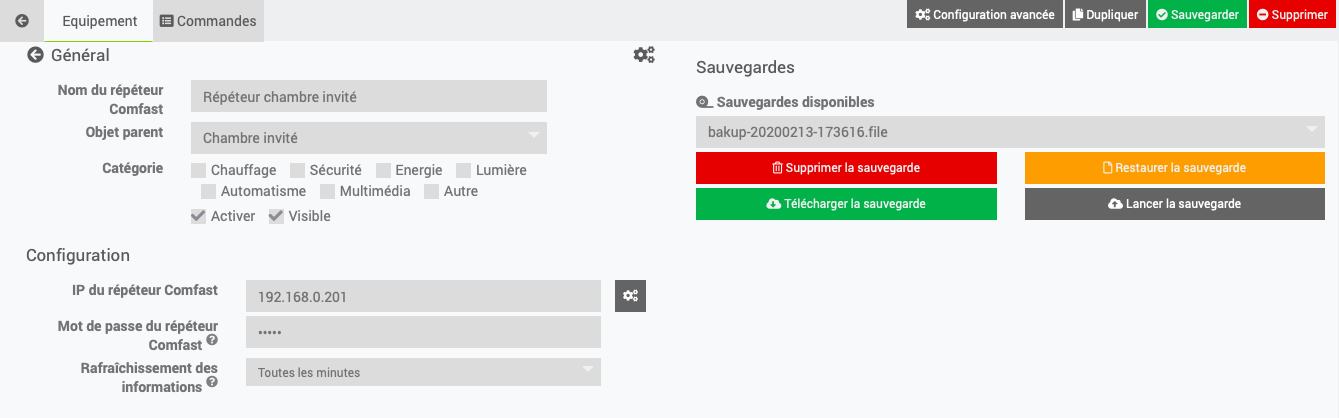 Equipement
Commandes
Configuration avancée
Dupliquer
Sauvegarder
Supprimer
Général
Nom du répéteur
Comfast
Répéteur chambre invité
Objet parent
Chambre invité
Catégorie
Chauffage
Sécurité
Energie
Lumière
Automatisme
Multimédia
Autre
Activer
Visible
Configuration
IP du répéteur Comfast
192.168.0.201
Mot de passe du répéteur
Comfast ?
•••••
Rafraîchissement des
informations ?
Toutes les minutes
Sauvegardes
Sauvegardes disponibles
bakup-20200213-173616.file
Supprimer la sauvegarde
Restaurer la sauvegarde
Télécharger la sauvegarde
Lancer la sauvegarde